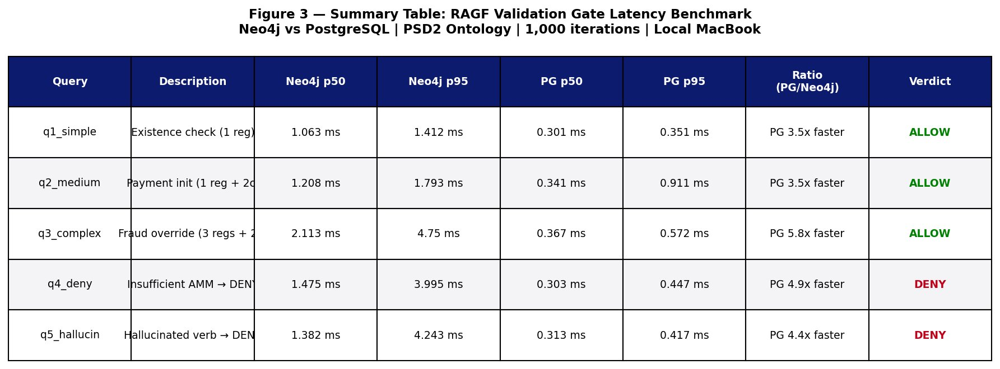 Figure 3 — Summary Table: RAGF Validation Gate Latency Benchmark
Neo4j vs PostgreSQL | PSD2 Ontology | 1,000 iterations | Local MacBook
Query Description Neo4j p50 Neo4j p95 PG p50 PG p95 Ratio (PG/Neo4j) Verdict
q1_simple Existence check (1 reg) 1.063 ms 1.412 ms 0.301 ms 0.351 ms PG 3.5x faster ALLOW
q2_medium Payment init (1 reg + 2c 1.208 ms 1.793 ms 0.341 ms 0.911 ms PG 3.5x faster ALLOW
q3_complex Fraud override (3 regs + 2 2.113 ms 4.75 ms 0.367 ms 0.572 ms PG 5.8x faster ALLOW
q4_deny Insufficient AMM → DENY 1.475 ms 3.995 ms 0.303 ms 0.447 ms PG 4.9x faster DENY
q5_hallucin Hallucinated verb → DEN 1.382 ms 4.243 ms 0.313 ms 0.417 ms PG 4.4x faster DENY